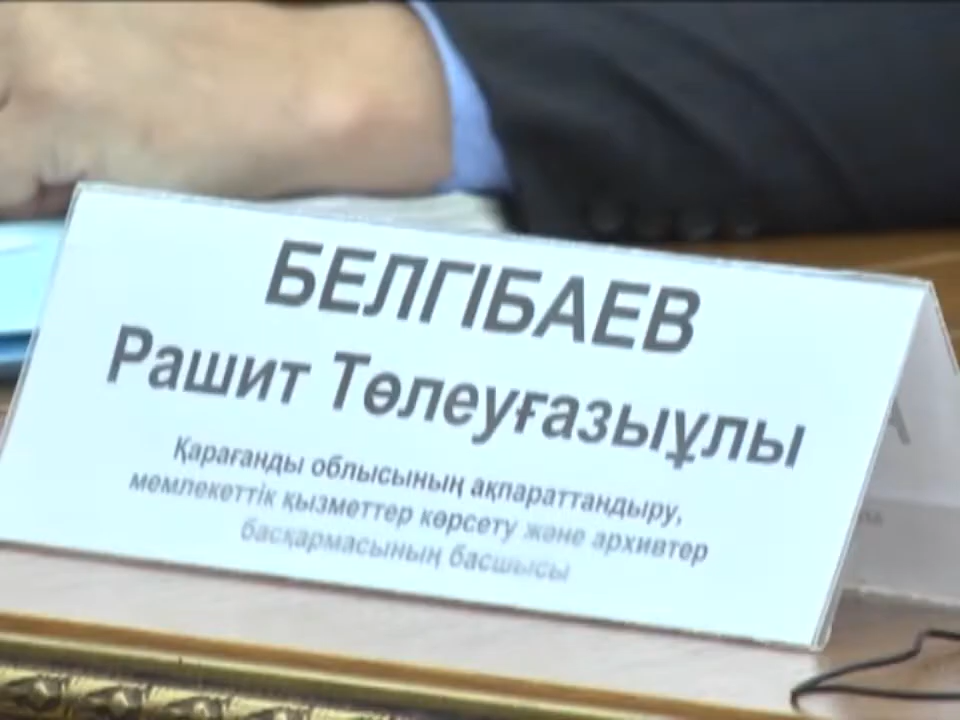 БЕЛГІБАЕВ
Рашит Төлеуғазыұлы
Қарағанды облысының ақпараттандыру,
мемлекеттік қызметтер көрсету және архивтер
басқармасының басшысы